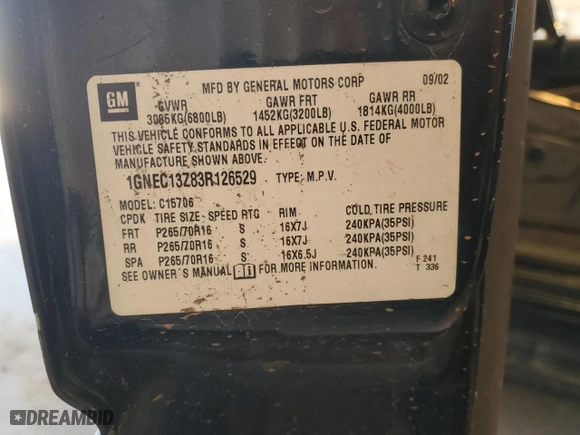 GM
MFD BY GENERAL MOTORS CORP 09/02
GVWR GAWR FRT GAWR RR
3085KG(6800LB) 1452KG(3200LB) 1814KG(4000LB)
THIS VEHICLE CONFORMS TO ALL APPLICABLE U.S. FEDERAL MOTOR
VEHICLE SAFETY STANDARDS IN EFFECT ON THE DATE OF
MANUFACTURE SHOWN ABOVE.
1GNEC13Z83R126529 TYPE: M.P.V.
MODEL: C15706
CPDK TIRE SIZE SPEED RTG RIM COLD TIRE PRESSURE
FRT P265/70R16 S 16X7J 240KPA(35PSI)
RR P265/70R16 S 16X7J 240KPA(35PSI)
SPA P265/70R16 S 16X6.5J 240KPA(35PSI)
SEE OWNER'S MANUAL FOR MORE INFORMATION.
F 241
T 336
DREAMBID